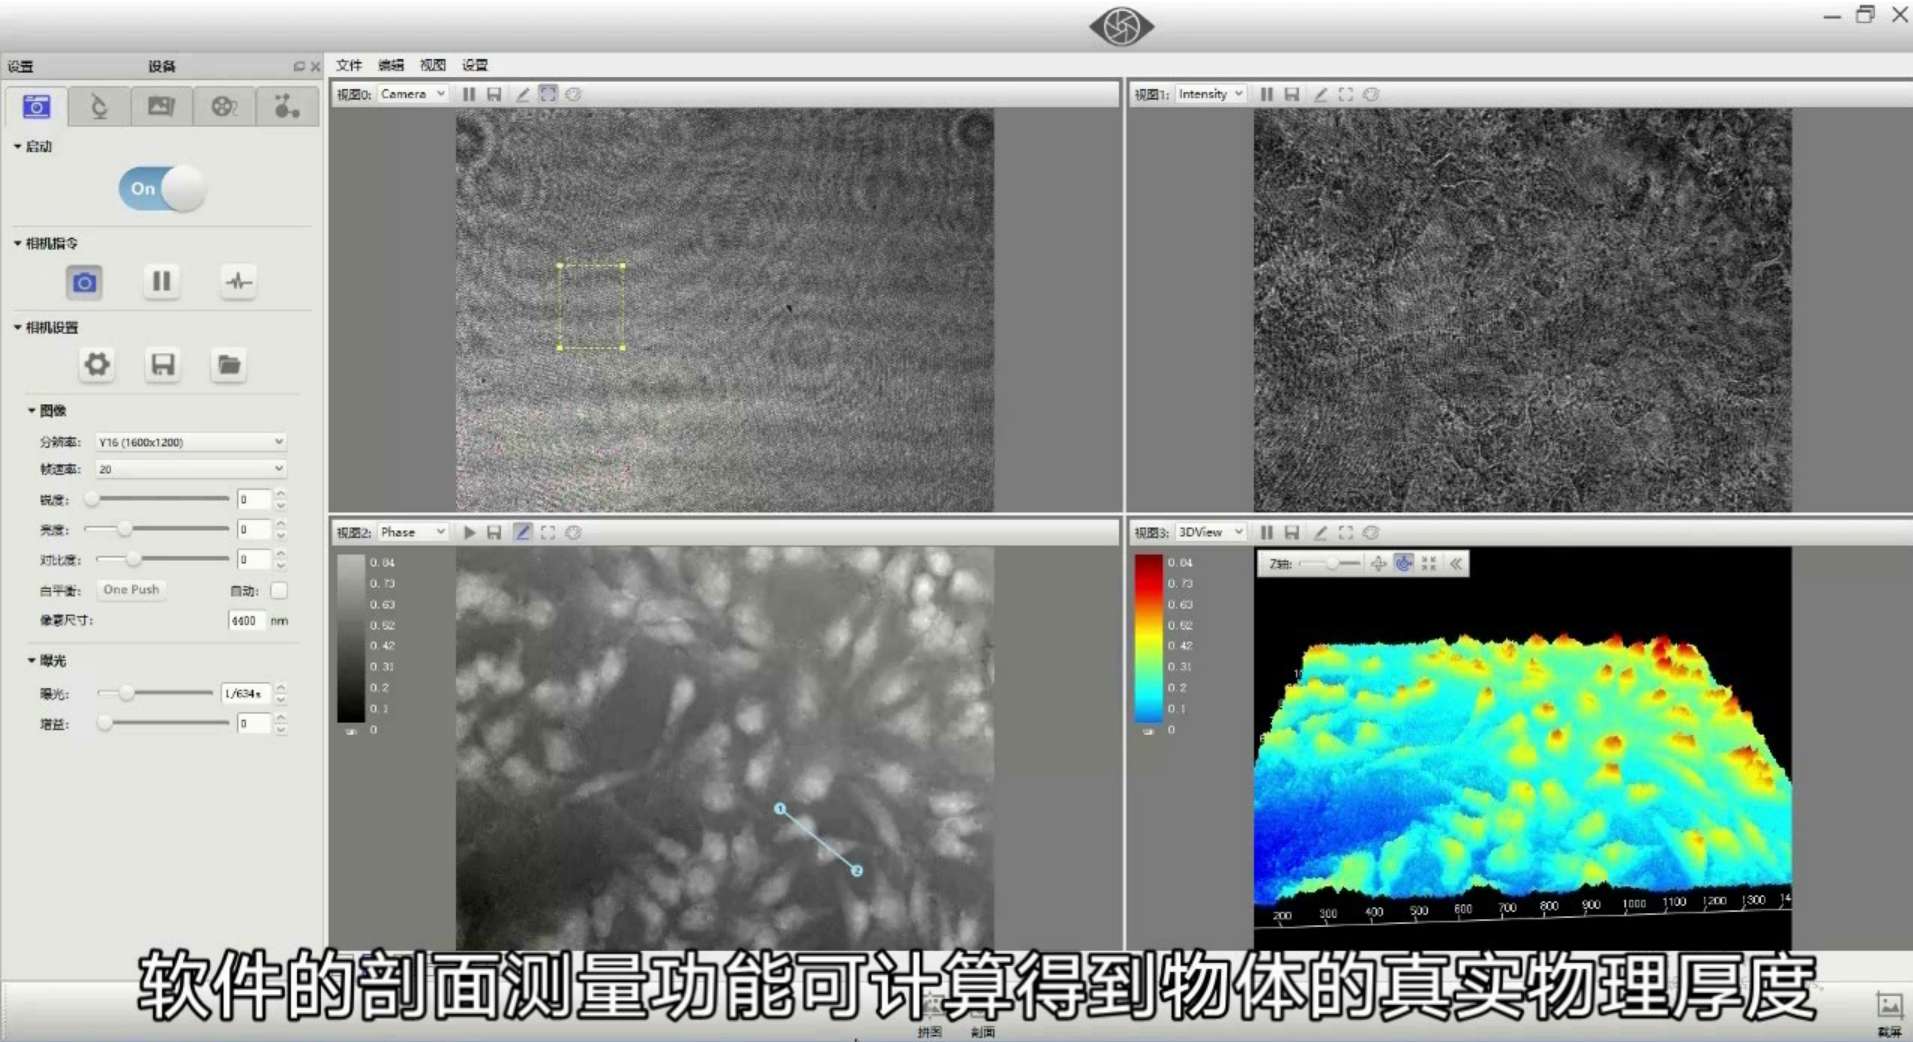 设置 设备
文件 编辑 视图 设置
视图0: Camera
视图1: Intensity
启动
On
相机指令
相机设置
图像
分辨率: Y16 (1600x1200)
帧速率: 20
锐度: 0
亮度: 0
对比度: 0
白平衡: One Push 自动:
像素尺寸: 4400 nm
曝光
曝光: 1/634s
增益: 0
视图2: Phase
0.84
0.73
0.63
0.52
0.42
0.31
0.2
0.1
0
视图3: 3DView
Z轴:
0.84
0.73
0.63
0.52
0.42
0.31
0.2
0.1
0
1
2
200 300 400 500 600 700 800 900 1000 1100 1200 1300
软件的剖面测量功能可计算得到物体的真实物理厚度
拼图 剖面
截屏